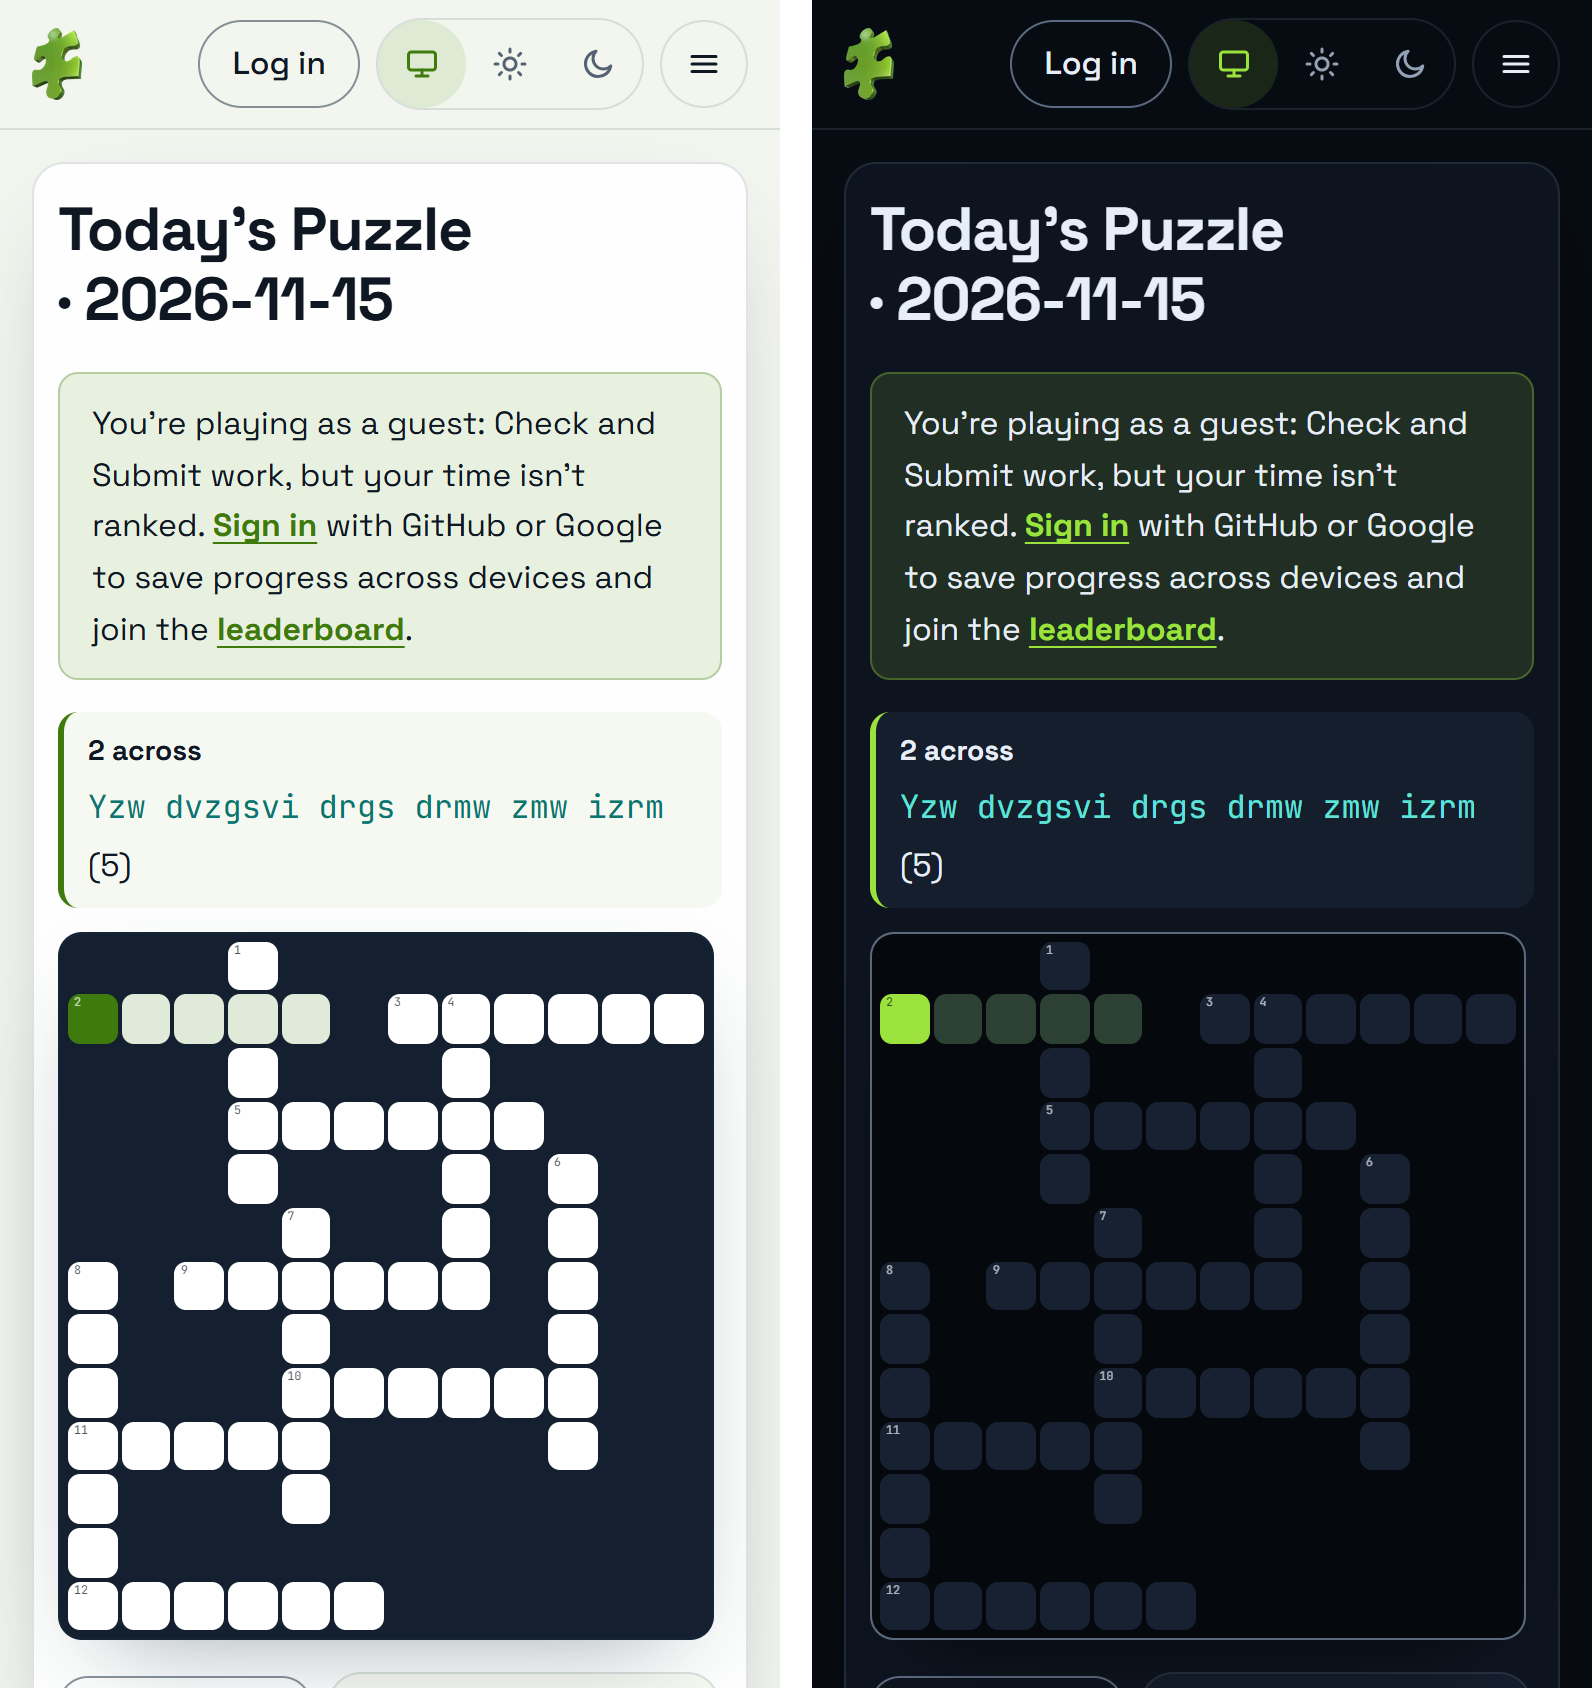 Log in
Today’s Puzzle
• 2026-11-15
You’re playing as a guest: Check and
Submit work, but your time isn’t
ranked. Sign in with GitHub or Google
to save progress across devices and
join the leaderboard.
2 across
Yzw dvzgsvi drgs drmw zmw izrm
(5)
1
2
3 4
5
6
7
8 9
10
11
12
Log in
Today’s Puzzle
• 2026-11-15
You’re playing as a guest: Check and
Submit work, but your time isn’t
ranked. Sign in with GitHub or Google
to save progress across devices and
join the leaderboard.
2 across
Yzw dvzgsvi drgs drmw zmw izrm
(5)
1
2
3 4
5
6
7
8 9
10
11
12